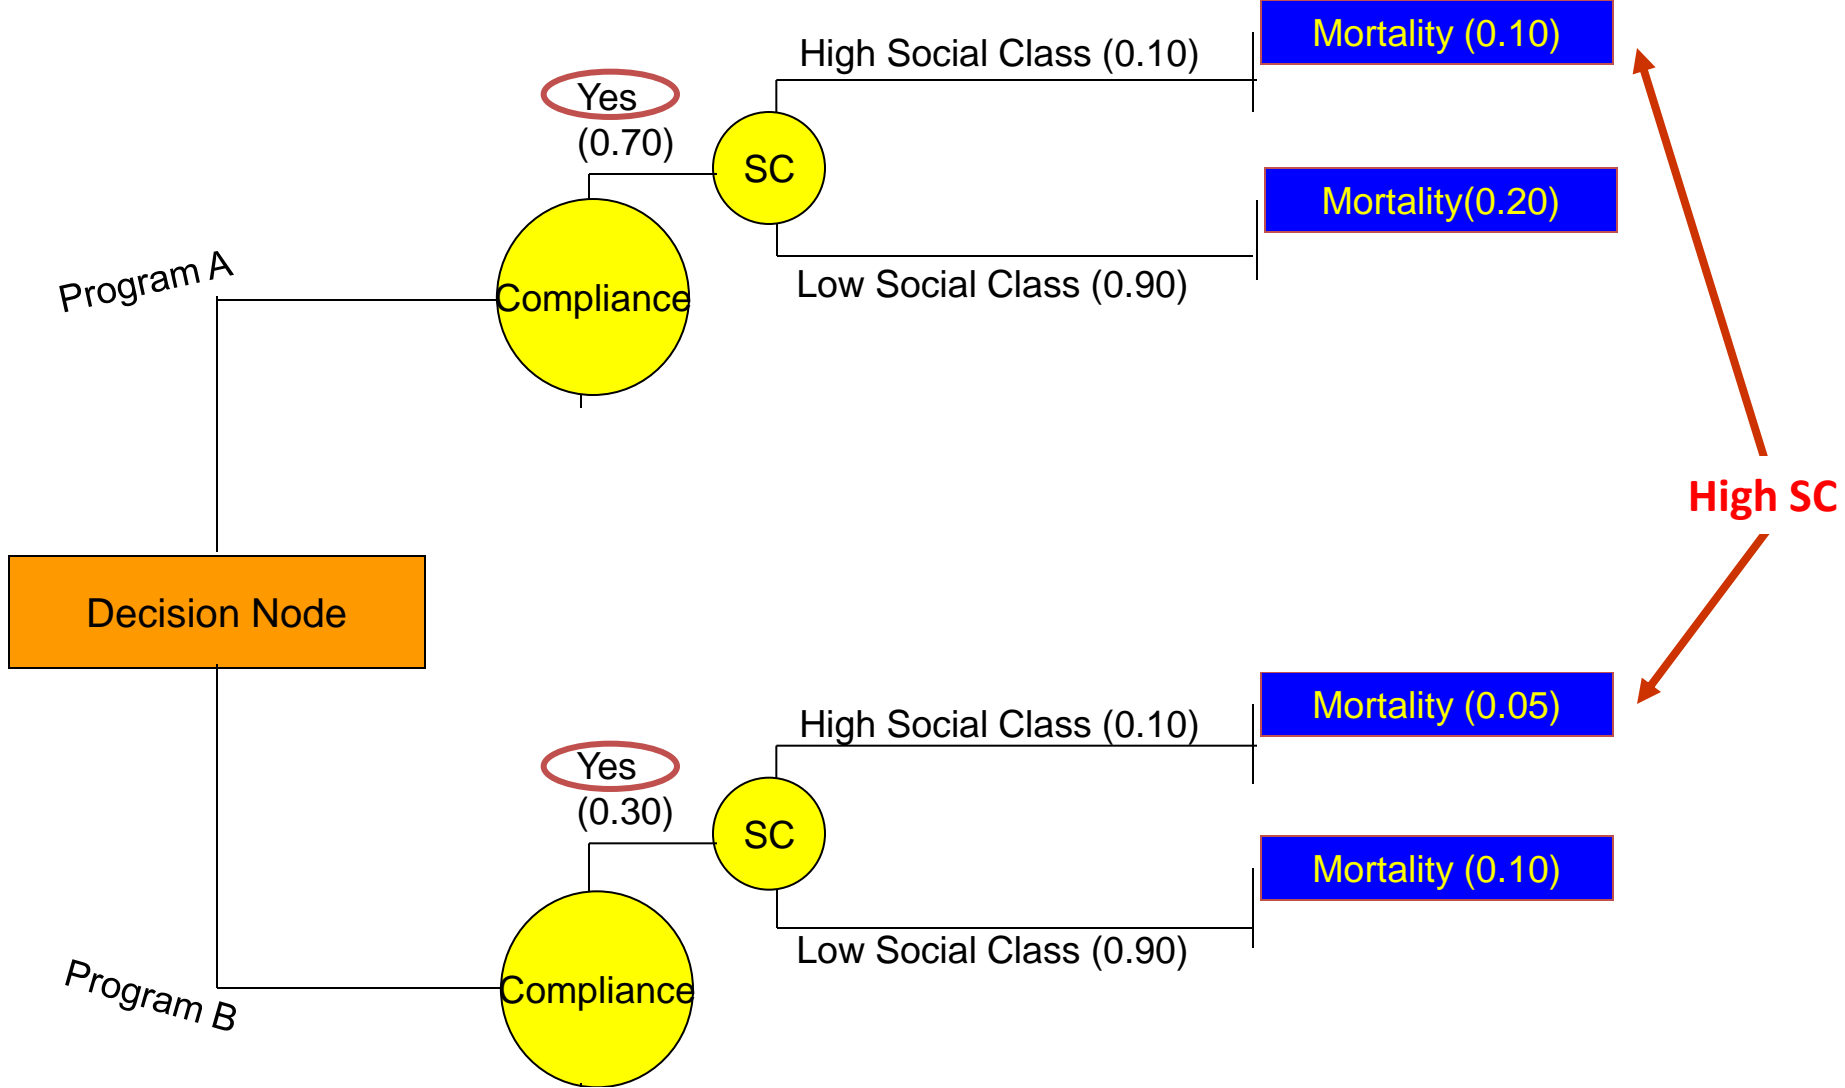 Mortality (0.10)
High Social Class (0.10)
Yes
(0.70)
SC
Mortality(0.20)
Program A
Low Social Class (0.90)
Compliance
High SC
Decision Node
Mortality (0.05)
High Social Class (0.10)
Yes
(0.30)
SC
Mortality (0.10)
Low Social Class (0.90)
Program B
Compliance